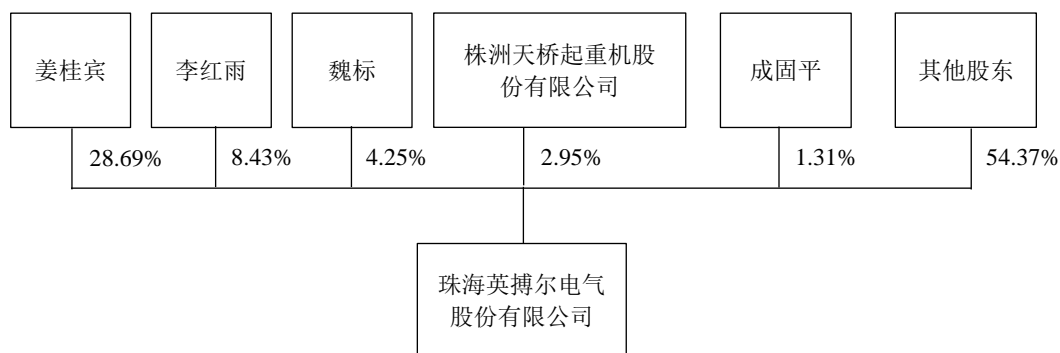 姜桂宾
李红雨
魏标
株洲天桥起重机股
份有限公司
成固平
其他股东
28.69%
8.43%
4.25%
2.95%
1.31%
54.37%
珠海英搏尔电气
股份有限公司